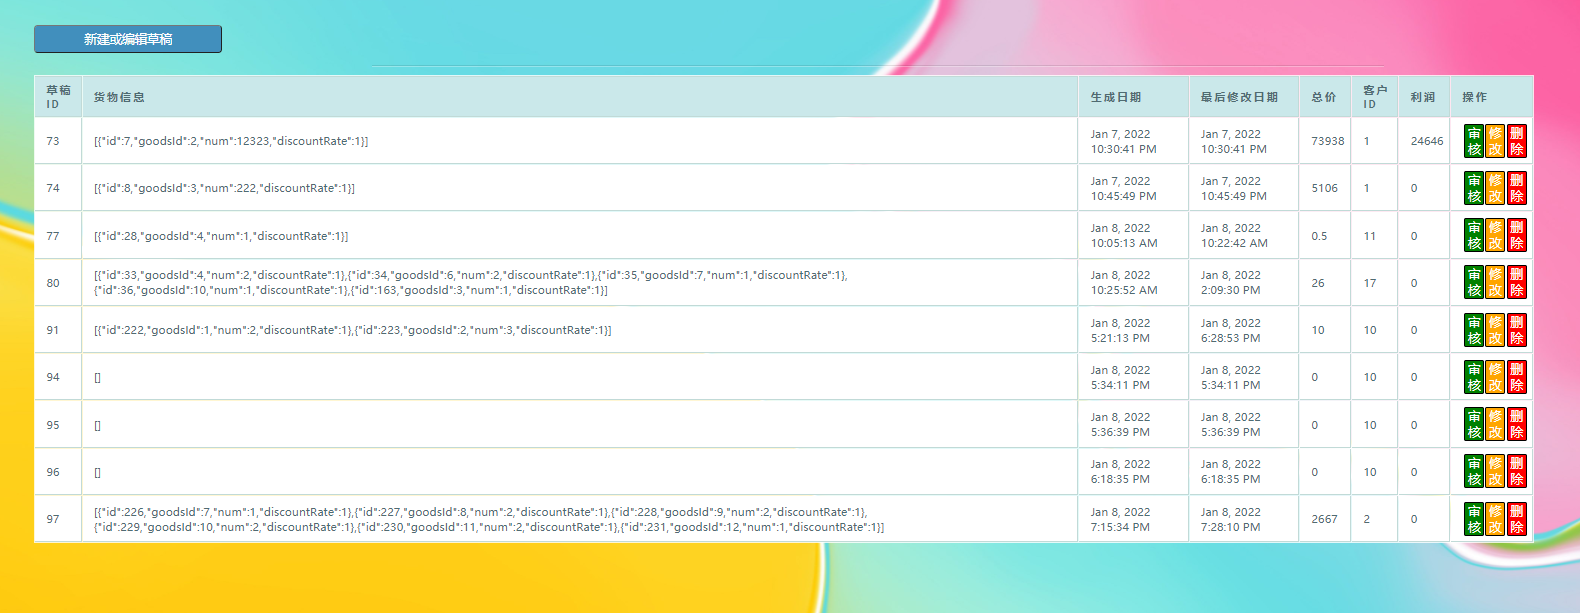 新建或编辑草稿
草稿ID 货物信息 生成日期 最后修改日期 总价 客户ID 利润 操作
73 [{"id":7,"goodsId":2,"num":12323,"discountRate":1}] Jan 7, 2022 10:30:41 PM Jan 7, 2022 10:30:41 PM 73938 1 24646 审核 修改 删除
74 [{"id":8,"goodsId":3,"num":222,"discountRate":1}] Jan 7, 2022 10:45:49 PM Jan 7, 2022 10:45:49 PM 5106 1 0 审核 修改 删除
77 [{"id":28,"goodsId":4,"num":1,"discountRate":1}] Jan 8, 2022 10:05:13 AM Jan 8, 2022 10:22:42 AM 0.5 11 0 审核 修改 删除
80 [{"id":33,"goodsId":4,"num":2,"discountRate":1},{"id":34,"goodsId":6,"num":2,"discountRate":1},{"id":35,"goodsId":7,"num":1,"discountRate":1},{"id":36,"goodsId":10,"num":1,"discountRate":1},{"id":163,"goodsId":3,"num":1,"discountRate":1}] Jan 8, 2022 10:25:52 AM Jan 8, 2022 2:09:30 PM 26 17 0 审核 修改 删除
91 [{"id":222,"goodsId":1,"num":2,"discountRate":1},{"id":223,"goodsId":2,"num":3,"discountRate":1}] Jan 8, 2022 5:21:13 PM Jan 8, 2022 6:28:53 PM 10 10 0 审核 修改 删除
94 [] Jan 8, 2022 5:34:11 PM Jan 8, 2022 5:34:11 PM 0 10 0 审核 修改 删除
95 [] Jan 8, 2022 5:36:39 PM Jan 8, 2022 5:36:39 PM 0 10 0 审核 修改 删除
96 [] Jan 8, 2022 6:18:35 PM Jan 8, 2022 6:18:35 PM 0 10 0 审核 修改 删除
97 [{"id":226,"goodsId":7,"num":1,"discountRate":1},{"id":227,"goodsId":8,"num":2,"discountRate":1},{"id":228,"goodsId":9,"num":2,"discountRate":1},{"id":229,"goodsId":10,"num":2,"discountRate":1},{"id":230,"goodsId":11,"num":2,"discountRate":1},{"id":231,"goodsId":12,"num":1,"discountRate":1}] Jan 8, 2022 7:15:34 PM Jan 8, 2022 7:28:10 PM 2667 2 0 审核 修改 删除